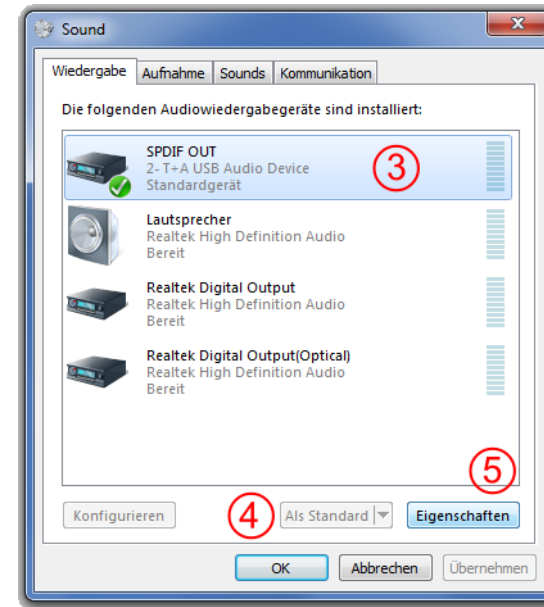 Sound
Wiedergabe Aufnahme Sounds Kommunikation
Die folgenden Audiowiedergabegeräte sind installiert:
SPDIF OUT
2- T+A USB Audio Device
Standardgerät
3
Lautsprecher
Realtek High Definition Audio
Bereit
Realtek Digital Output
Realtek High Definition Audio
Bereit
Realtek Digital Output(Optical)
Realtek High Definition Audio
Bereit
5
Konfigurieren 4 Als Standard Eigenschaften
OK Abbrechen Übernehmen